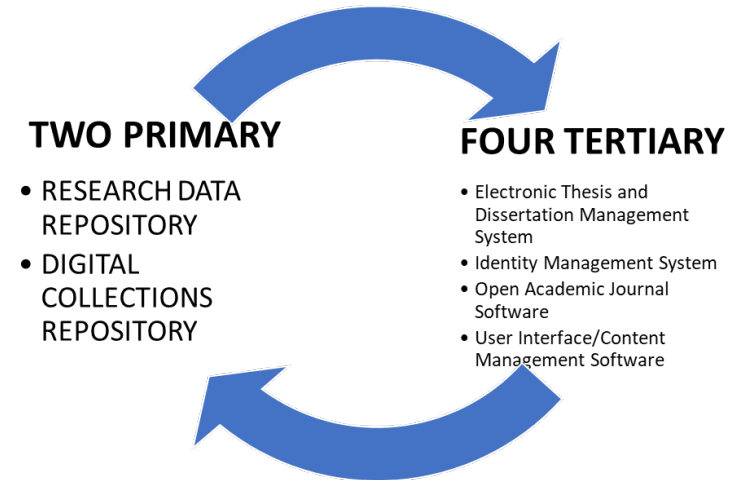 TWO PRIMARY
• RESEARCH DATA
REPOSITORY
• DIGITAL
COLLECTIONS
REPOSITORY
FOUR TERTIARY
• Electronic Thesis and
Dissertation Management
System
• Identity Management System
• Open Academic Journal
Software
• User Interface/Content
Management Software